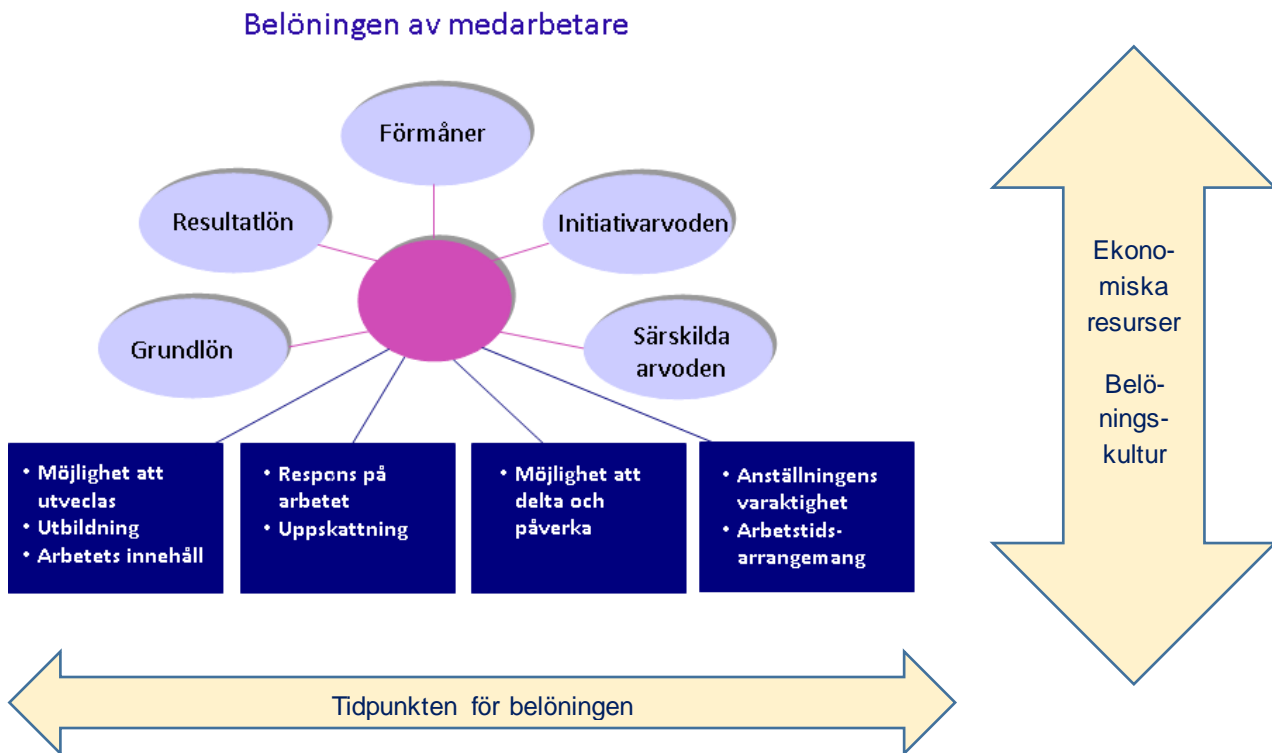 Belöningen av medarbetare
Förmåner
Resultatlön
Initiativarvoden
Grundlön
Särskilda
arvoden
• Möjlighet att
utveclas
• Utbildning
• Arbetets innehåll
• Respons på
arbetet
• Uppskattning
• Möjlighet att
delta och
påverka
• Anställningens
varaktighet
• Arbetstids-
arrangemang
Ekono-
miska
resurser
Belö-
nings-
kultur
Tidpunkten för belöningen